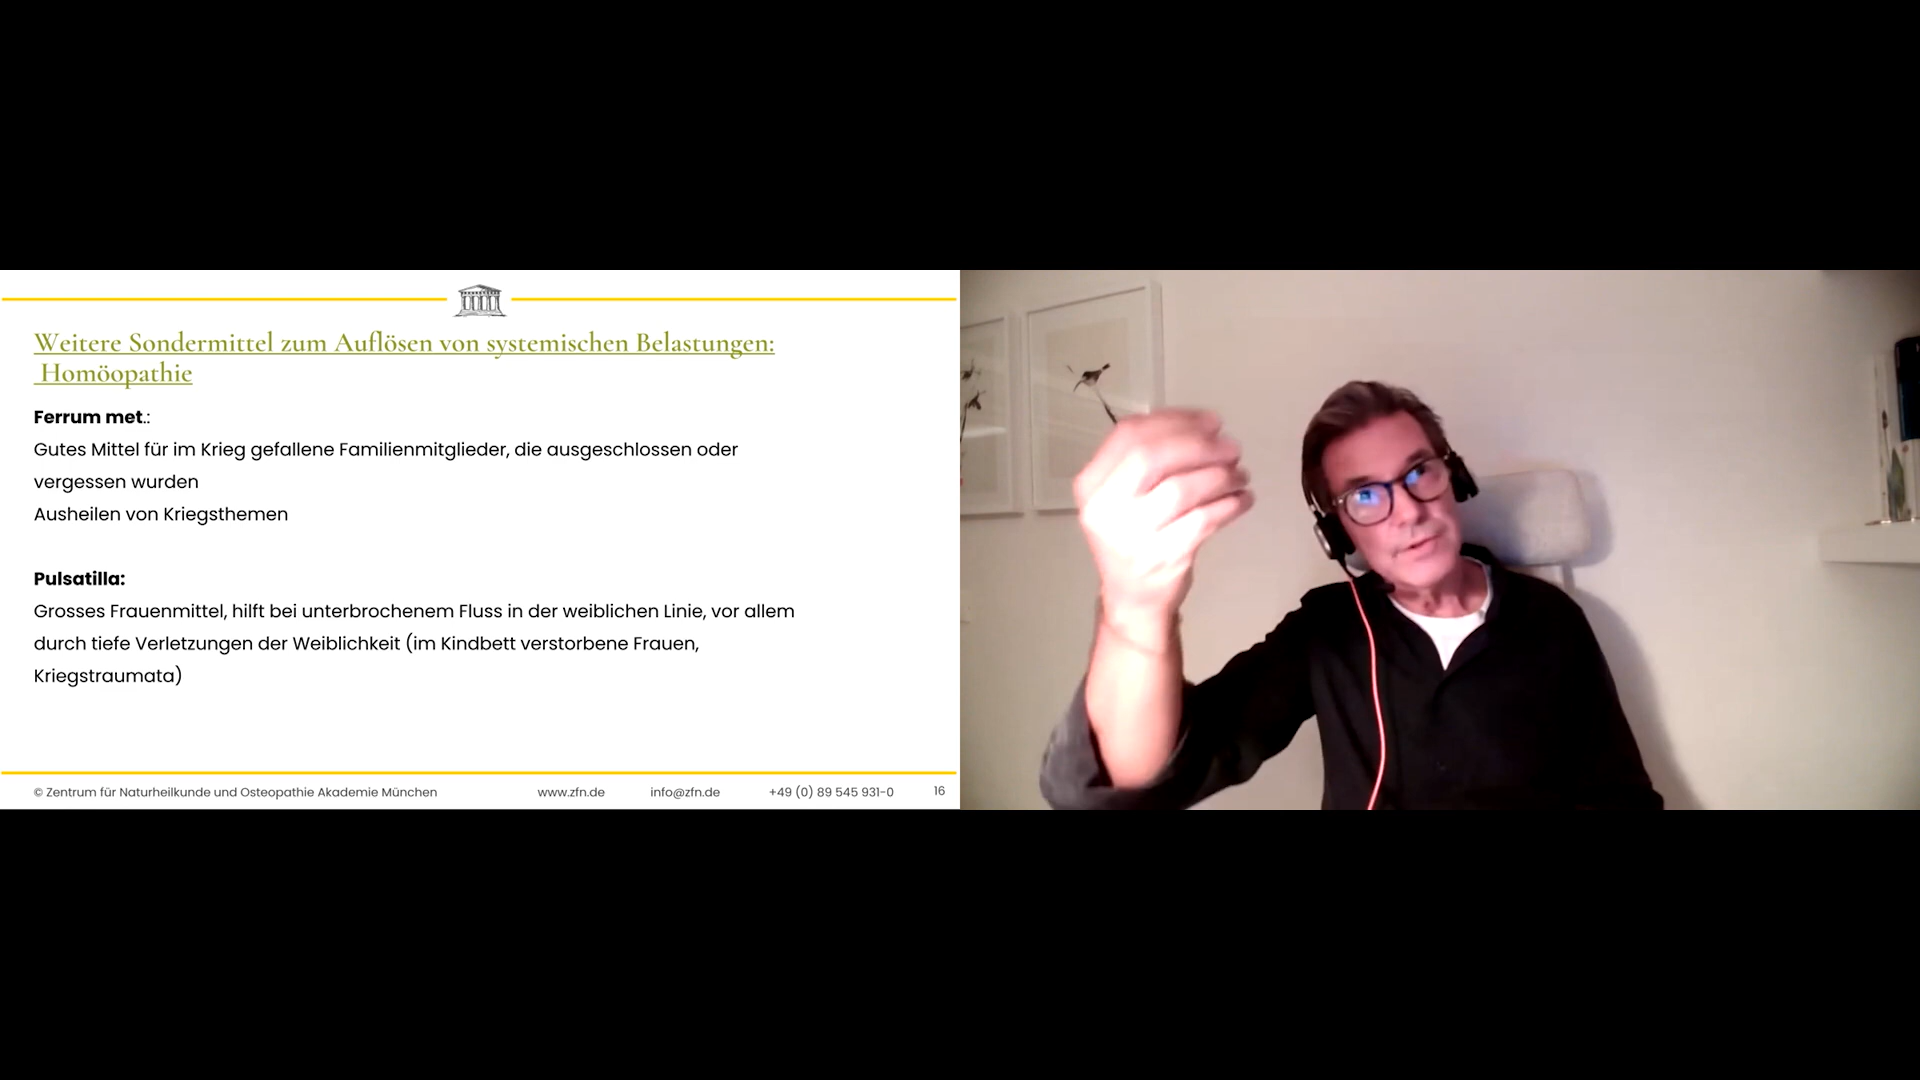 Weitere Sondermittel zum Auflösen von systemischen Belastungen:
Homöopathie
Ferrum met.:
Gutes Mittel für im Krieg gefallene Familienmitglieder, die ausgeschlossen oder
vergessen wurden
Ausheilen von Kriegsthemen
Pulsatilla:
Grosses Frauenmittel, hilft bei unterbrochenem Fluss in der weiblichen Linie, vor allem
durch tiefe Verletzungen der Weiblichkeit (im Kindbett verstorbene Frauen,
Kriegstraumata)
© Zentrum für Naturheilkunde und Osteopathie Akademie München www.zfn.de info@zfn.de +49 (0) 89 545 931-0 16